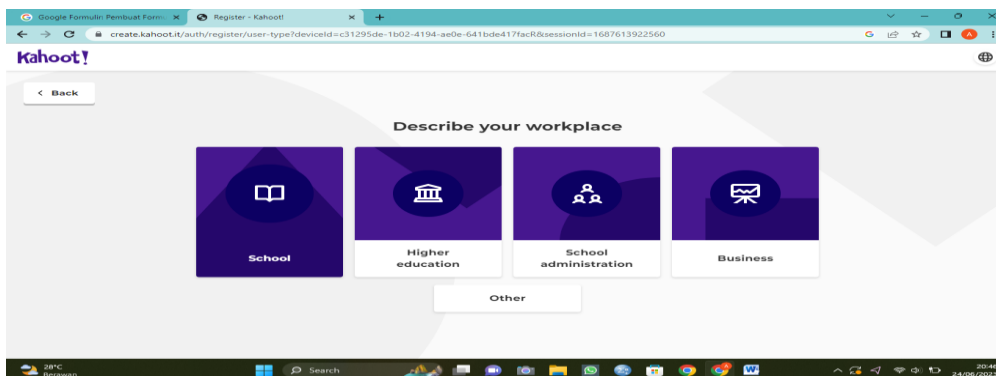 Google Formulir: Pembuat Formu
Register - Kahoot!
create.kahoot.it/auth/register/user-type?deviceId=c31295de-1b02-4194-ae0e-641bde417facR&sessionId=1687613922560
Kahoot!
< Back
Describe your workplace
School
Higher
education
School
administration
Business
Other
28°C
Berawan
Search
20:46
24/06/2023